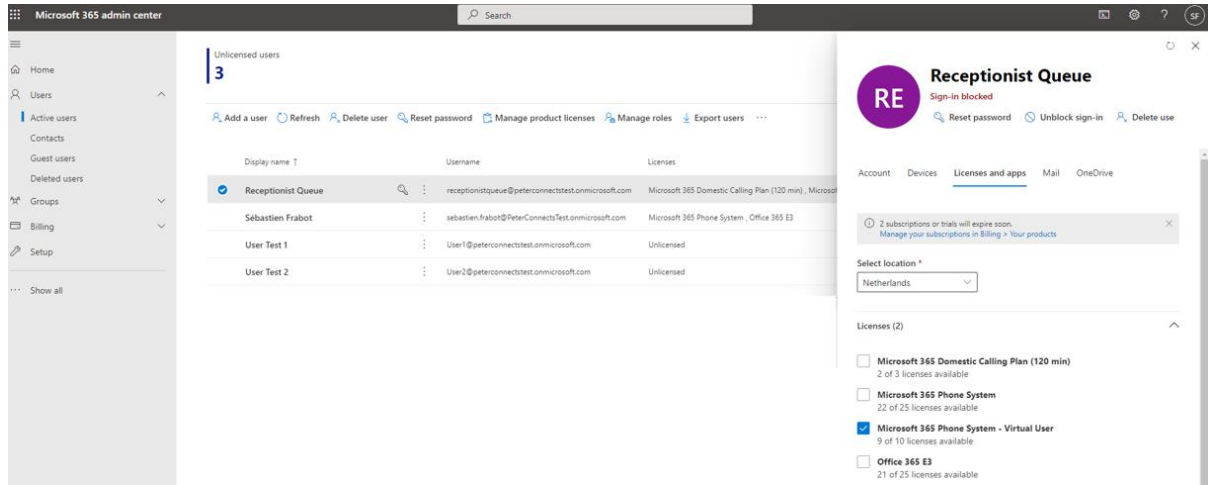 Microsoft 365 admin center
Search
SF
Home
Users
Active users
Contacts
Guest users
Deleted users
Groups
Billing
Setup
Show all
Unlicensed users
3
Add a user Refresh Delete user Reset password Manage product licenses Manage roles Export users
Display name ↑ Username Licenses
Receptionist Queue receptionistqueue@peterconnectstest.onmicrosoft.com Microsoft 365 Domestic Calling Plan (120 min) , Microsof
Sébastien Frabot sebastien.frabot@PeterConnectsTest.onmicrosoft.com Microsoft 365 Phone System , Office 365 E3
User Test 1 User1@peterconnectstest.onmicrosoft.com Unlicensed
User Test 2 User2@peterconnectstest.onmicrosoft.com Unlicensed
RE
Receptionist Queue
Sign-in blocked
Reset password Unblock sign-in Delete use
Account Devices Licenses and apps Mail OneDrive
2 subscriptions or trials will expire soon.
Manage your subscriptions in Billing > Your products
Select location *
Netherlands
Licenses (2)
Microsoft 365 Domestic Calling Plan (120 min)
2 of 3 licenses available
Microsoft 365 Phone System
22 of 25 licenses available
Microsoft 365 Phone System - Virtual User
9 of 10 licenses available
Office 365 E3
21 of 25 licenses available